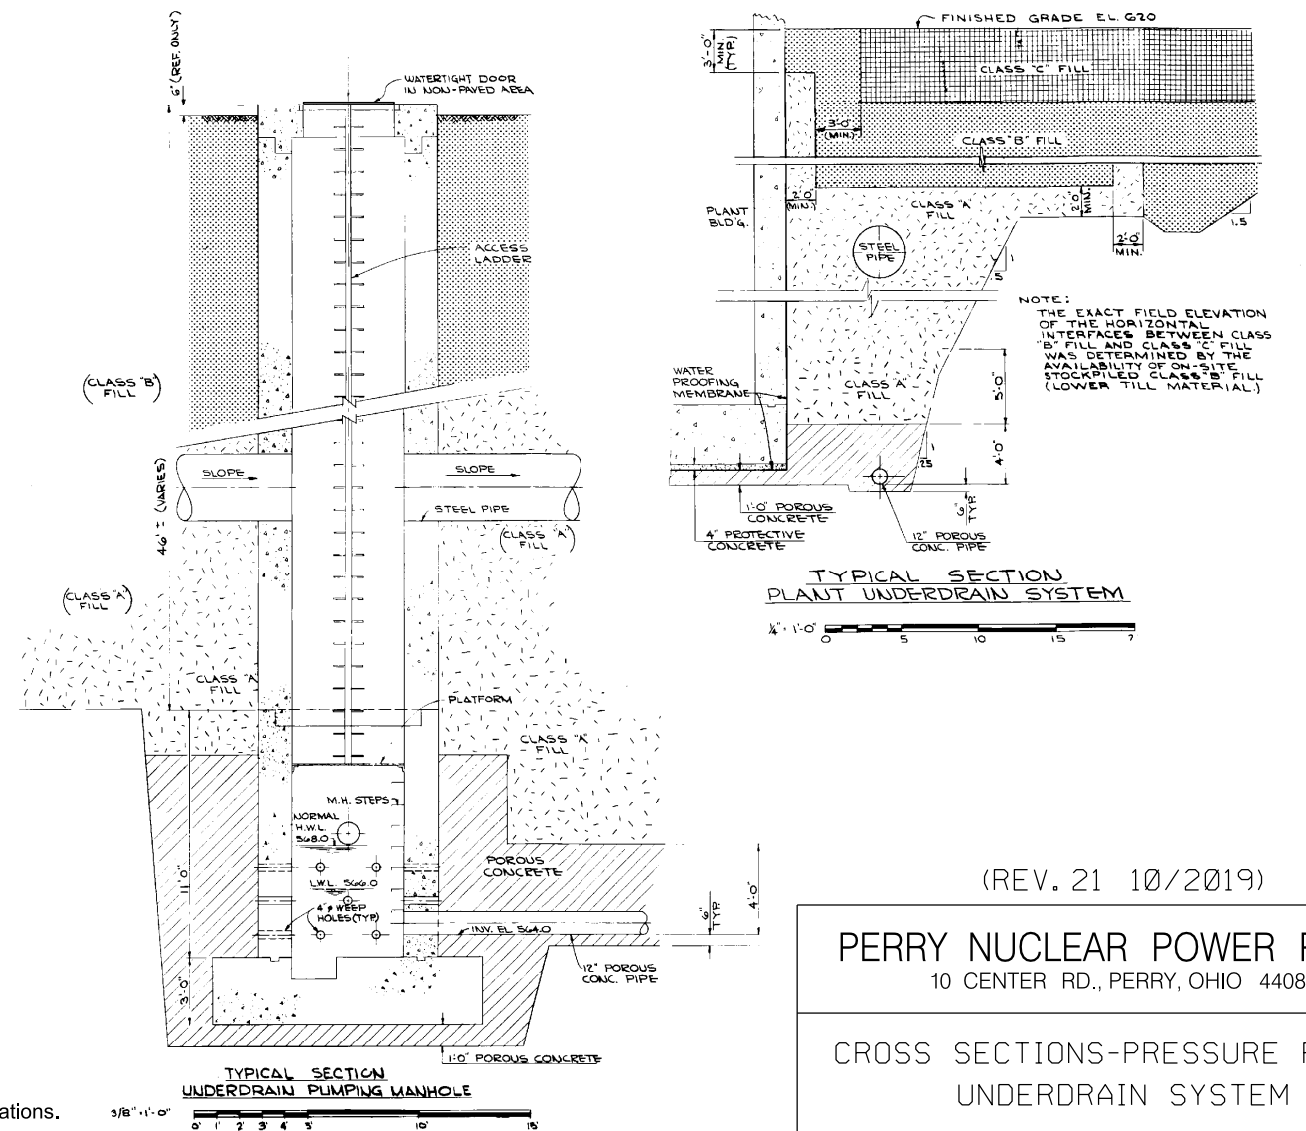 6" (REF. ONLY)
WATERTIGHT DOOR
IN NON-PAVED AREA
ACCESS
LADDER
(CLASS "B"
FILL)
46' ± (VARIES)
SLOPE
SLOPE
STEEL PIPE
(CLASS "A"
FILL)
(CLASS "A"
FILL)
CLASS "A"
FILL
PLATFORM
CLASS "A"
FILL
M.H. STEPS
NORMAL
H.W.L.
568.0
POROUS
CONCRETE
L.W.L. 566.0
4"ø WEEP
HOLES (TYP)
INV. EL 564.0
11'-0"
3'-0"
6"
TYP.
4'-0"
12" POROUS
CONC. PIPE
1'-0" POROUS CONCRETE
TYPICAL SECTION
UNDERDRAIN PUMPING MANHOLE
3/8" = 1'-0"
0' 1' 2' 3' 4' 5' 10' 15'
ations.
FINISHED GRADE EL. 620
3'-0"
MIN
(TYP.)
CLASS "C" FILL
3'-0"
(MIN.)
CLASS "B" FILL
2'-0"
(MIN.)
CLASS "A"
FILL
2'-0"
MIN.
PLANT
BLD'G.
STEEL
PIPE
2'-0"
MIN.
1.5
1
.5
NOTE:
THE EXACT FIELD ELEVATION
OF THE HORIZONTAL
INTERFACES BETWEEN CLASS
"B" FILL AND CLASS "C" FILL
WAS DETERMINED BY THE
AVAILABILITY OF ON-SITE
STOCKPILED CLASS "B" FILL
(LOWER TILL MATERIAL.)
WATER
PROOFING
MEMBRANE
CLASS "A"
FILL
5'-0"
4'-0"
1
.25
6"
TYP.
1'-0" POROUS
CONCRETE
4" PROTECTIVE
CONCRETE
12" POROUS
CONC. PIPE
TYPICAL SECTION
PLANT UNDERDRAIN SYSTEM
1/4" = 1'-0"
0 5 10 15 ?
(REV. 21 10/2019)
PERRY NUCLEAR POWER P
10 CENTER RD., PERRY, OHIO 4408
CROSS SECTIONS-PRESSURE
UNDERDRAIN SYSTEM